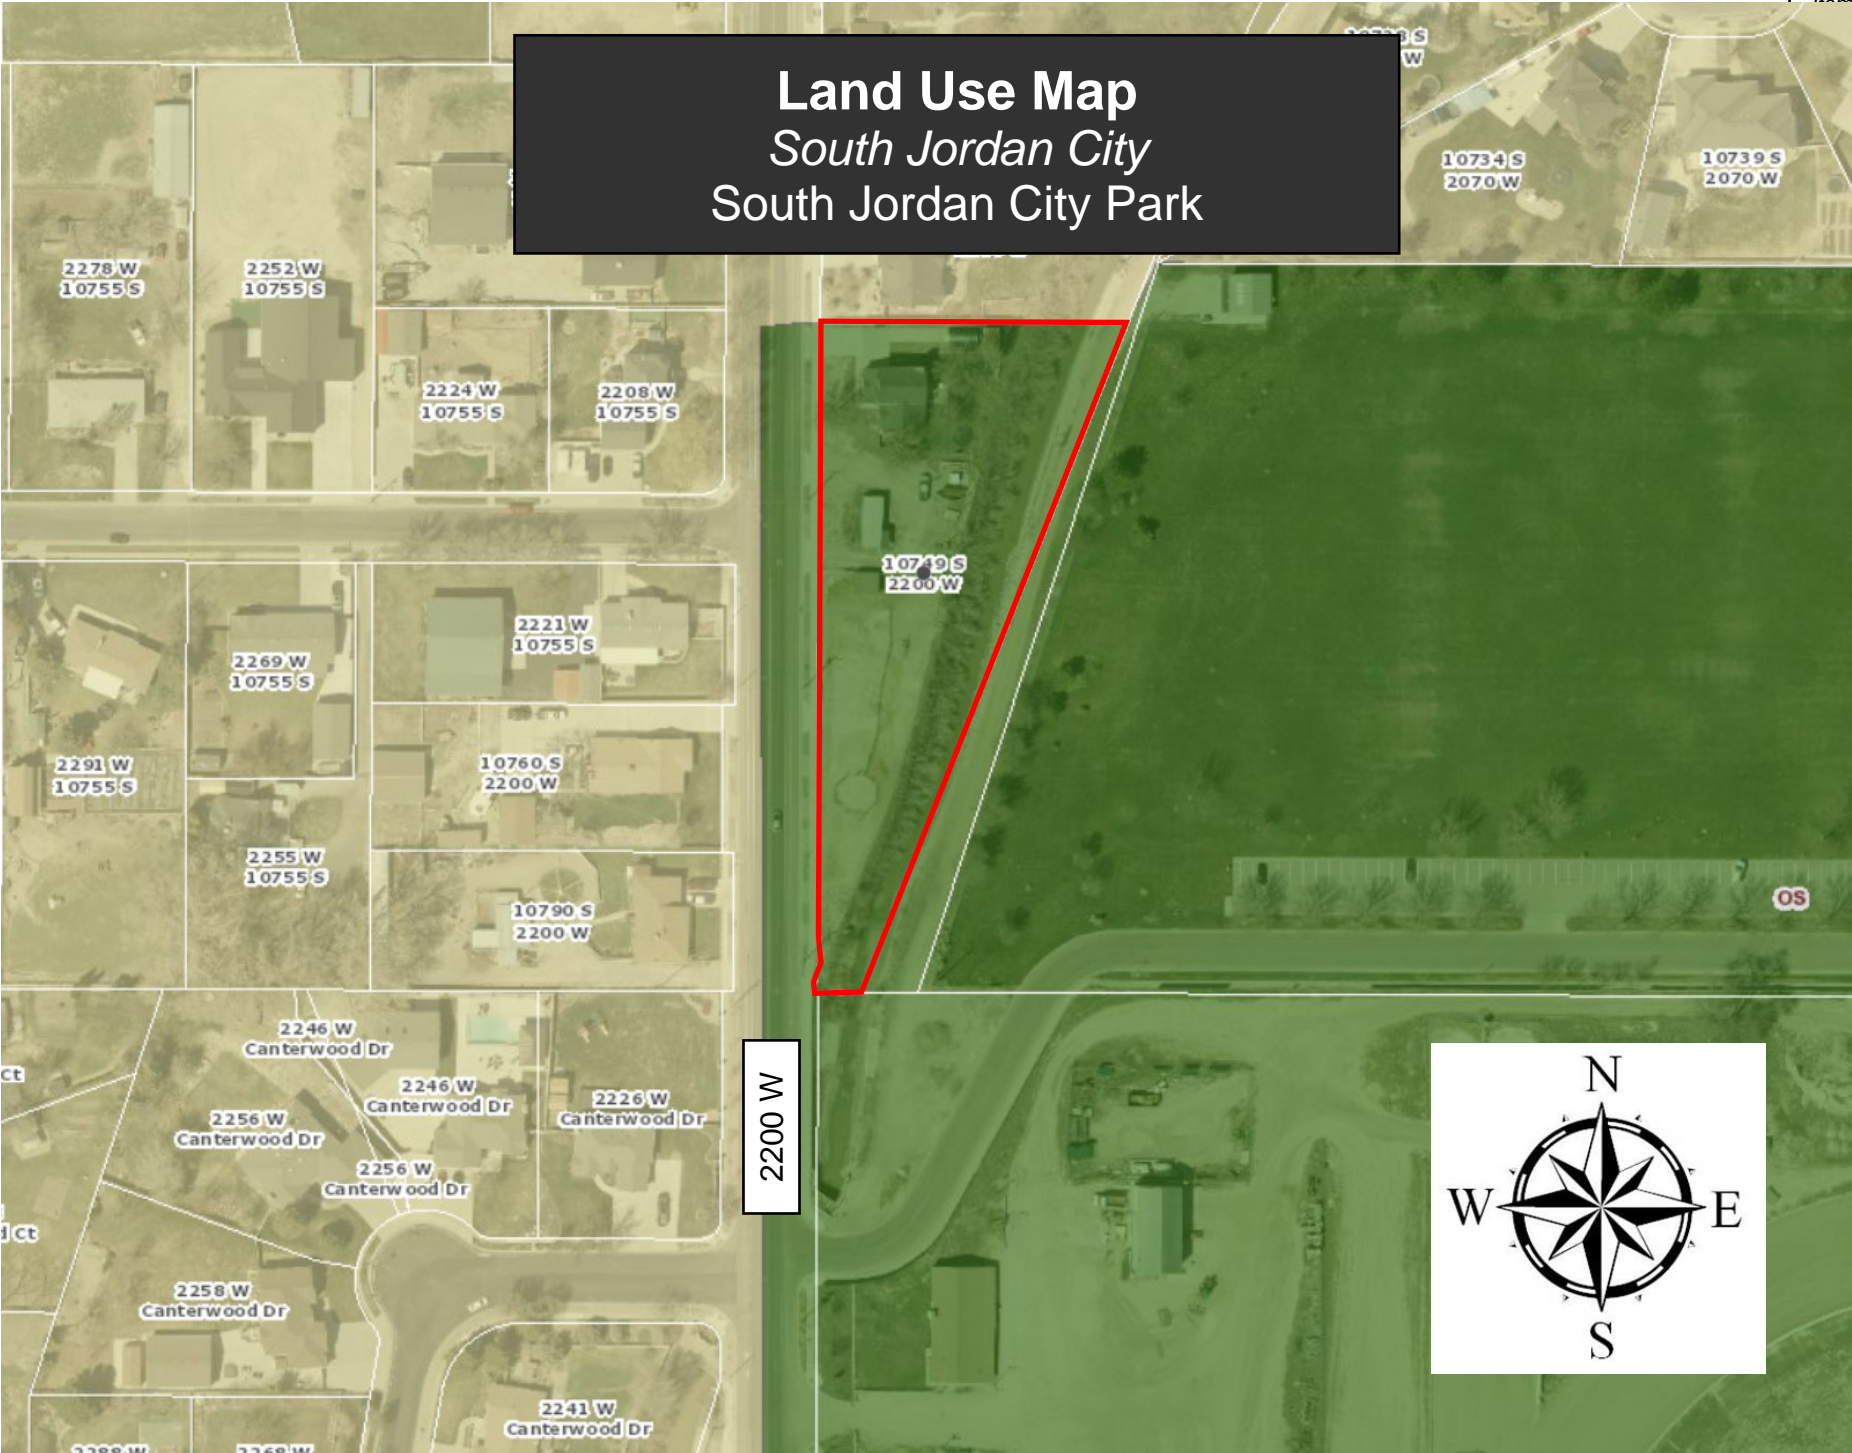 Land Use Map
South Jordan City
South Jordan City Park
10734 S
2070 W
10739 S
2070 W
2278 W
10755 S
2252 W
10755 S
2224 W
10755 S
2208 W
10755 S
10749 S
2200 W
2221 W
10755 S
2269 W
10755 S
2291 W
10755 S
10760 S
2200 W
2255 W
10755 S
10790 S
2200 W
OS
2246 W
Canterwood Dr
Ct
2246 W
Canterwood Dr
2256 W
Canterwood Dr
2226 W
Canterwood Dr
2256 W
Canterwood Dr
2200 W
Ct
2258 W
Canterwood Dr
2241 W
Canterwood Dr
N
W
E
S